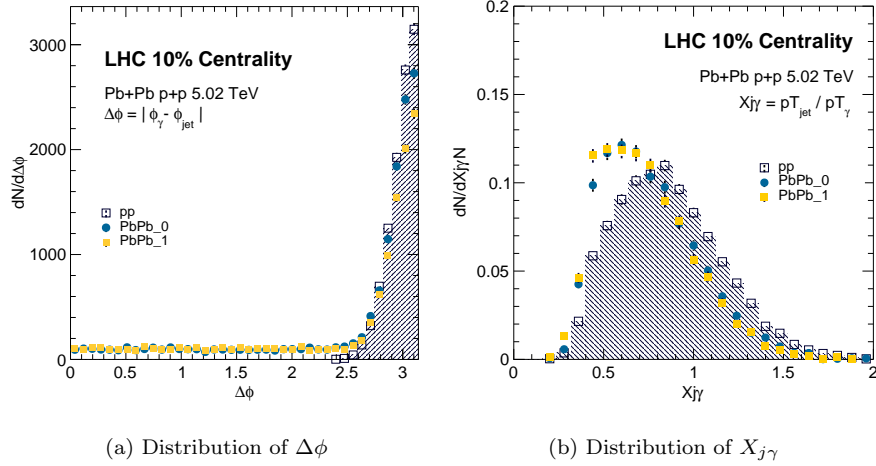 LHC 10% Centrality
Pb+Pb p+p 5.02 TeV
Δϕ = | ϕγ - ϕjet |
pp
PbPb_0
PbPb_1
dN/dΔϕ
3000
2000
1000
0
0 0.5 1 1.5 2 2.5 3
Δϕ
(a) Distribution of Δϕ
LHC 10% Centrality
Pb+Pb p+p 5.02 TeV
Xjγ = pTjet / pTγ
pp
PbPb_0
PbPb_1
dN/dXjγN
0.2
0.15
0.1
0.05
0
0 0.5 1 1.5 2
Xjγ
(b) Distribution of Xjγ